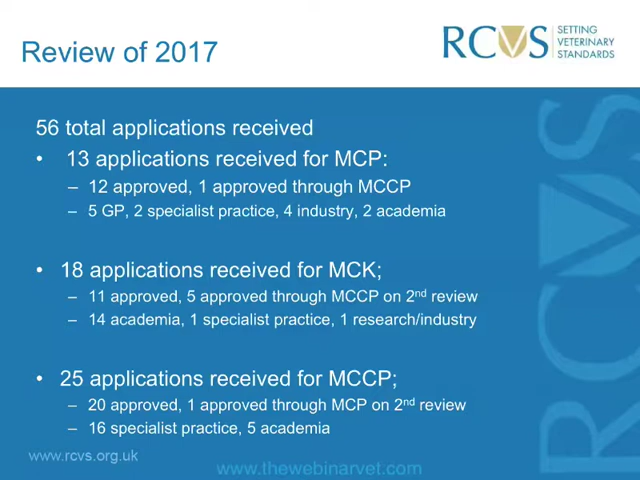 Review of 2017
RCVS
SETTING
VETERINARY
STANDARDS
56 total applications received
• 13 applications received for MCP:
– 12 approved, 1 approved through MCCP
– 5 GP, 2 specialist practice, 4 industry, 2 academia
• 18 applications received for MCK;
– 11 approved, 5 approved through MCCP on 2nd review
– 14 academia, 1 specialist practice, 1 research/industry
• 25 applications received for MCCP;
– 20 approved, 1 approved through MCP on 2nd review
– 16 specialist practice, 5 academia
www.rcvs.org.uk
www.thewebinarvet.com
RCVS